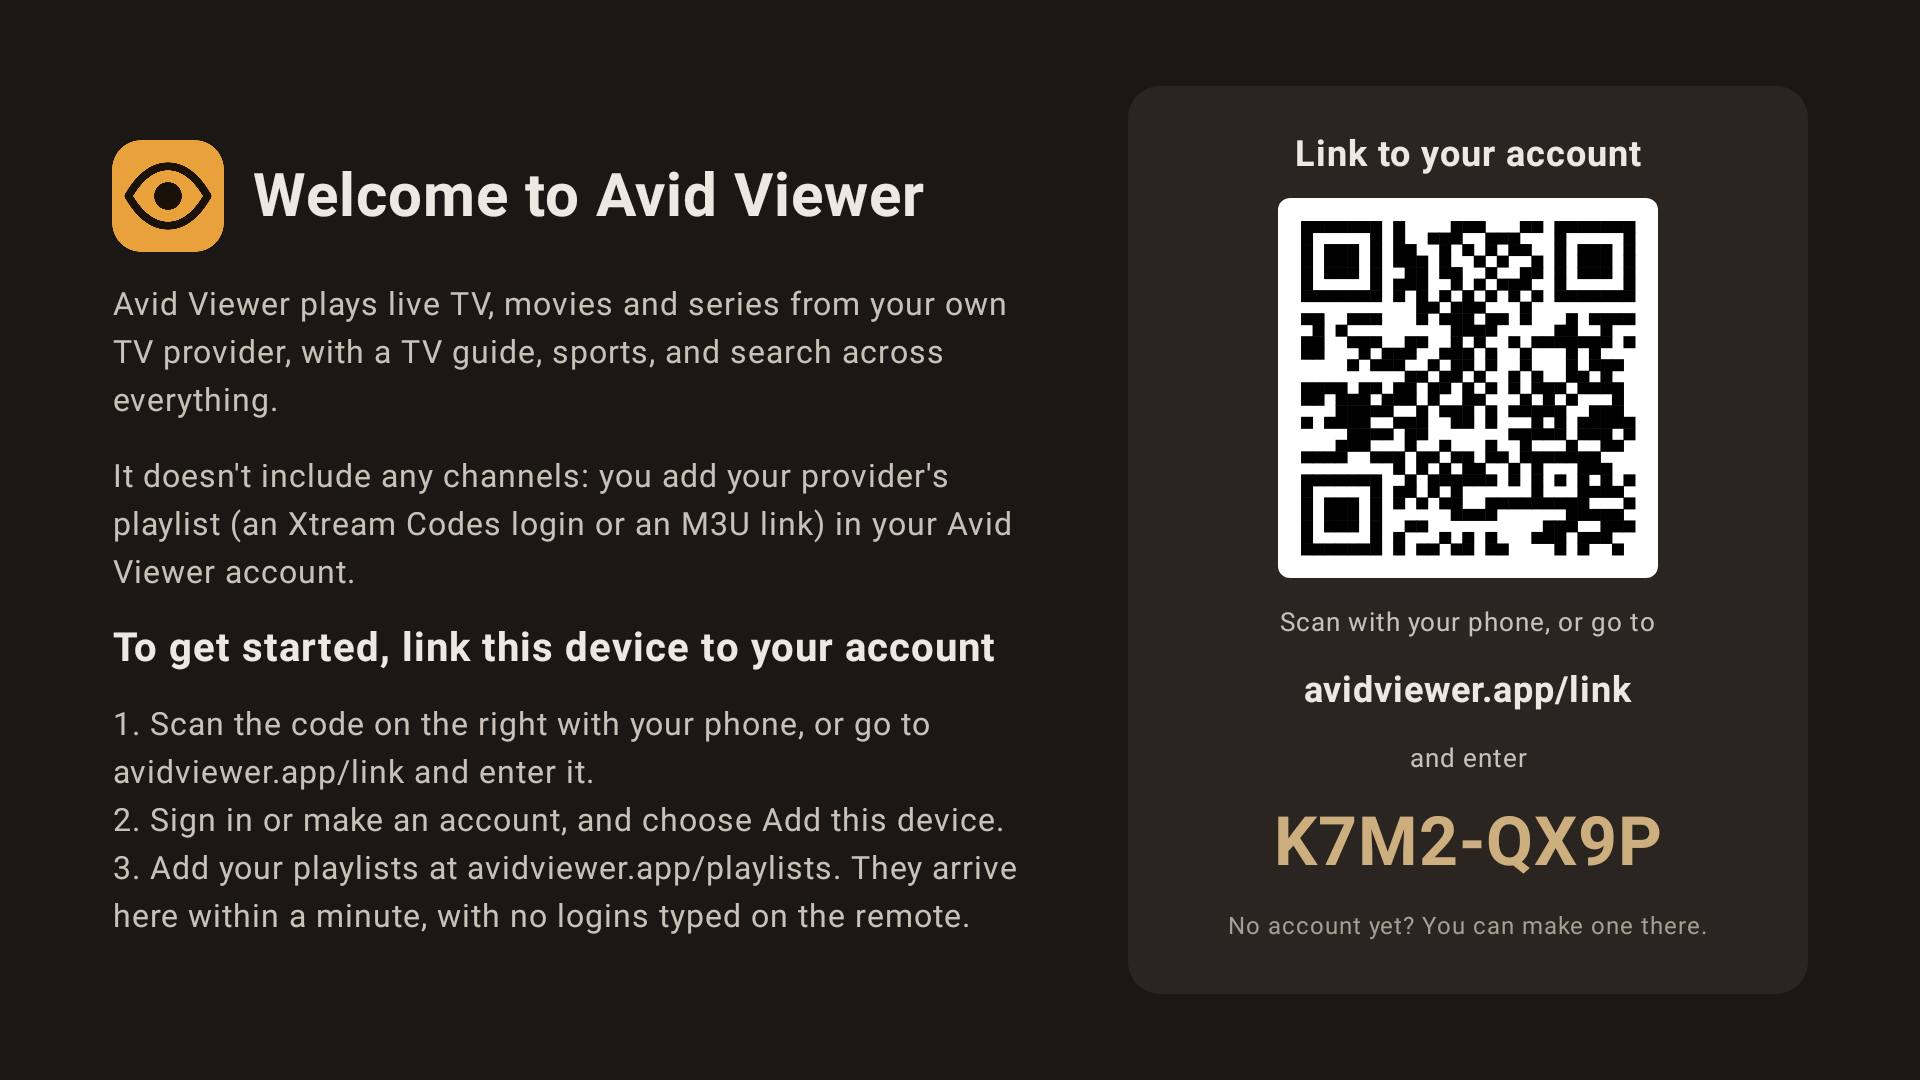 Welcome to Avid Viewer
Avid Viewer plays live TV, movies and series from your own
TV provider, with a TV guide, sports, and search across
everything.
It doesn't include any channels: you add your provider's
playlist (an Xtream Codes login or an M3U link) in your Avid
Viewer account.
To get started, link this device to your account
1. Scan the code on the right with your phone, or go to
avidviewer.app/link and enter it.
2. Sign in or make an account, and choose Add this device.
3. Add your playlists at avidviewer.app/playlists. They arrive
here within a minute, with no logins typed on the remote.
Link to your account
Scan with your phone, or go to
avidviewer.app/link
and enter
K7M2-QX9P
No account yet? You can make one there.